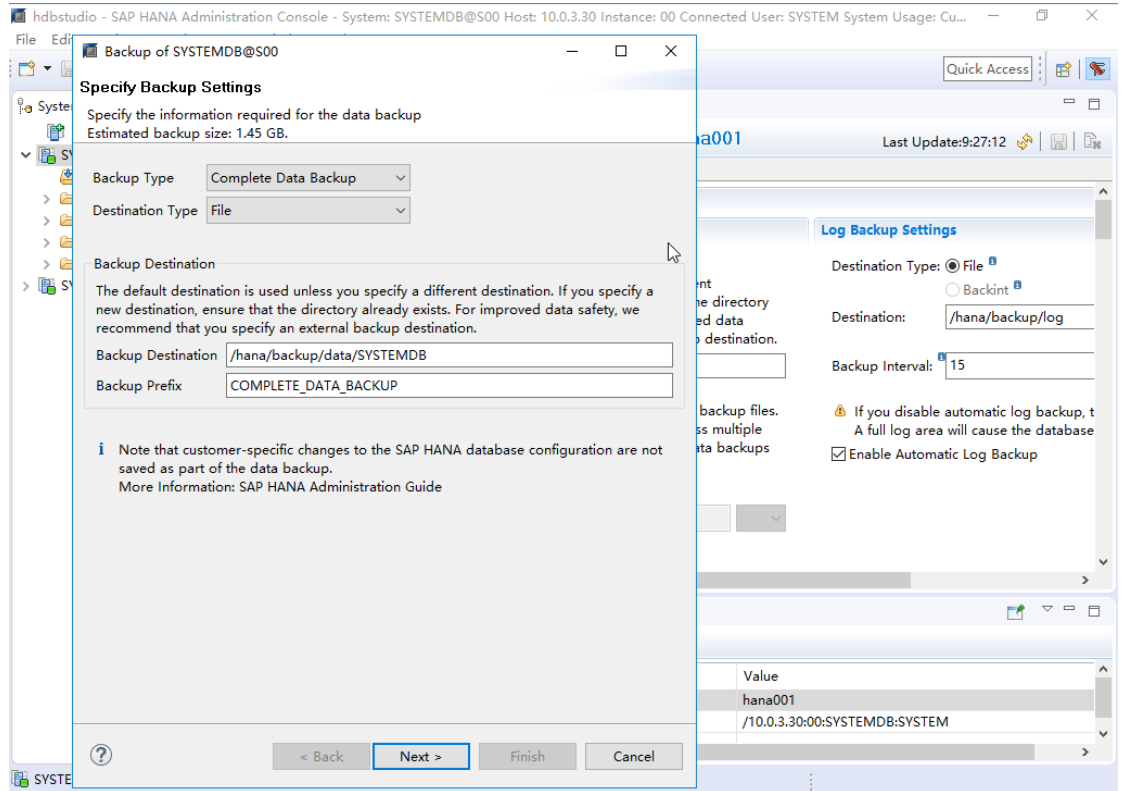 hdbstudio - SAP HANA Administration Console - System: SYSTEMDB@S00 Host: 10.0.3.30 Instance: 00 Connected User: SYSTEM System Usage: Cu...
File
Backup of SYSTEMDB@S00
Quick Access
Specify Backup Settings
Specify the information required for the data backup
Estimated backup size: 1.45 GB.
Last Update:9:27:12
Backup Type
Complete Data Backup
Destination Type
File
Backup Destination
The default destination is used unless you specify a different destination. If you specify a
new destination, ensure that the directory already exists. For improved data safety, we
recommend that you specify an external backup destination.
Backup Destination
/hana/backup/data/SYSTEMDB
Backup Prefix
COMPLETE_DATA_BACKUP
i Note that customer-specific changes to the SAP HANA database configuration are not
saved as part of the data backup.
More Information: SAP HANA Administration Guide
< Back
Next >
Finish
Cancel
directory
ed data
destination.
backup files.
ss multiple
ata backups
Log Backup Settings
Destination Type: File
Backint
Destination: /hana/backup/log
Backup Interval: 15
If you disable automatic log backup, t
A full log area will cause the database
Enable Automatic Log Backup
Value
hana001
/10.0.3.30:00:SYSTEMDB:SYSTEM
SYSTE